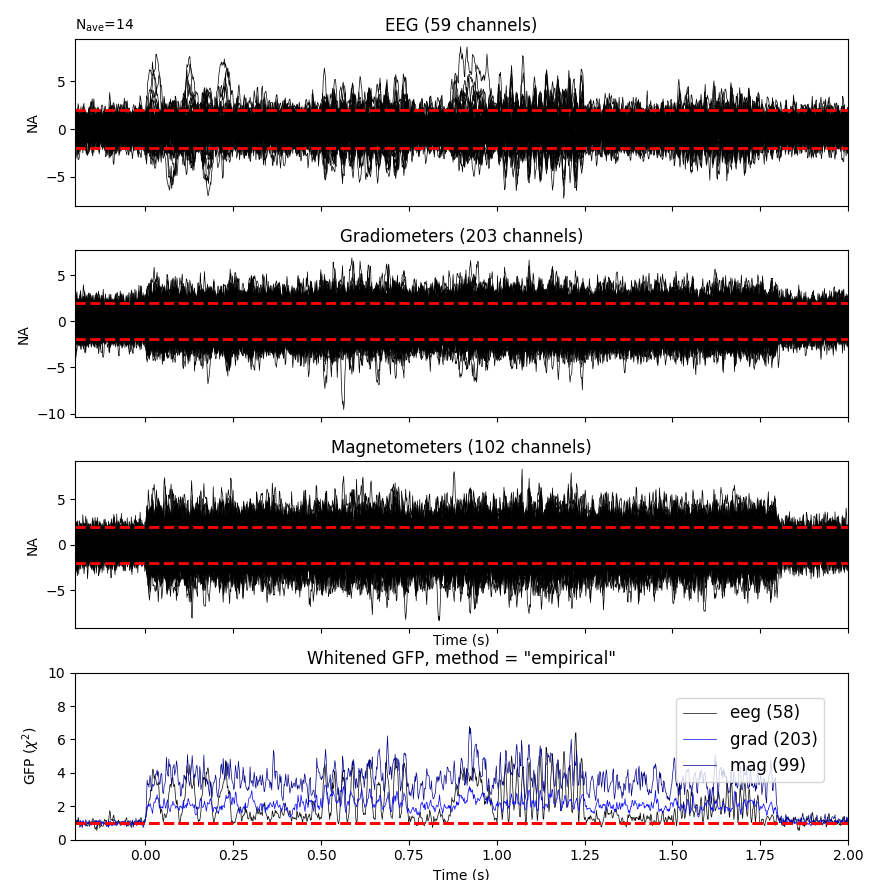 N_ave=14
EEG (59 channels)
5
0
−5
NA
Gradiometers (203 channels)
5
0
−5
−10
NA
Magnetometers (102 channels)
5
0
−5
NA
Time (s)
Whitened GFP, method = "empirical"
10
8
6
4
2
0
GFP (χ²)
eeg (58)
grad (203)
mag (99)
0.00 0.25 0.50 0.75 1.00 1.25 1.50 1.75 2.00
Time (s)